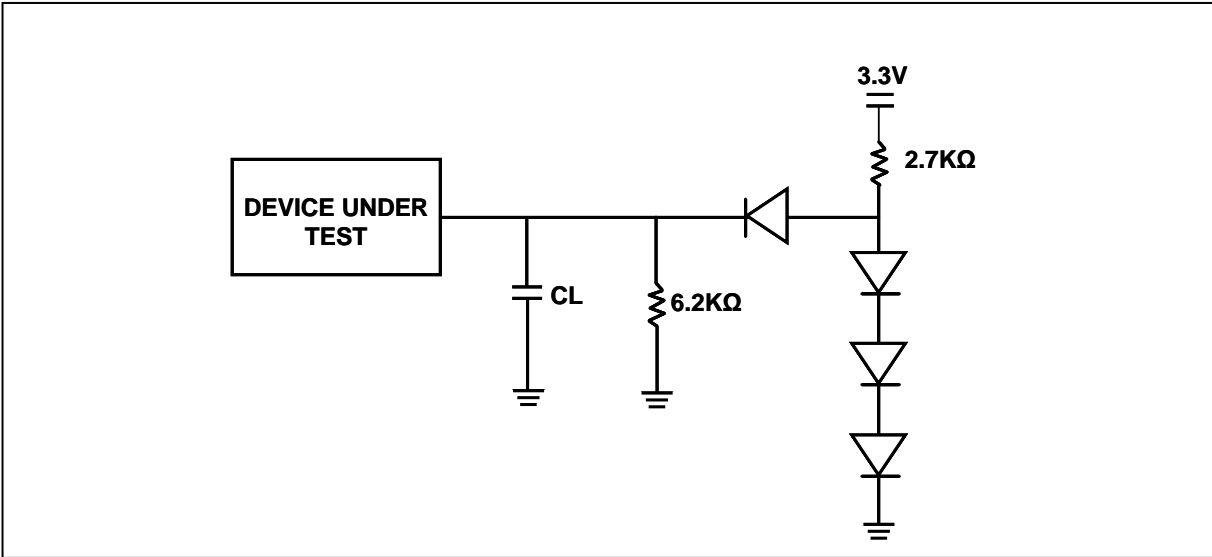 3.3V
2.7KΩ
DEVICE UNDER
TEST
CL
6.2KΩ